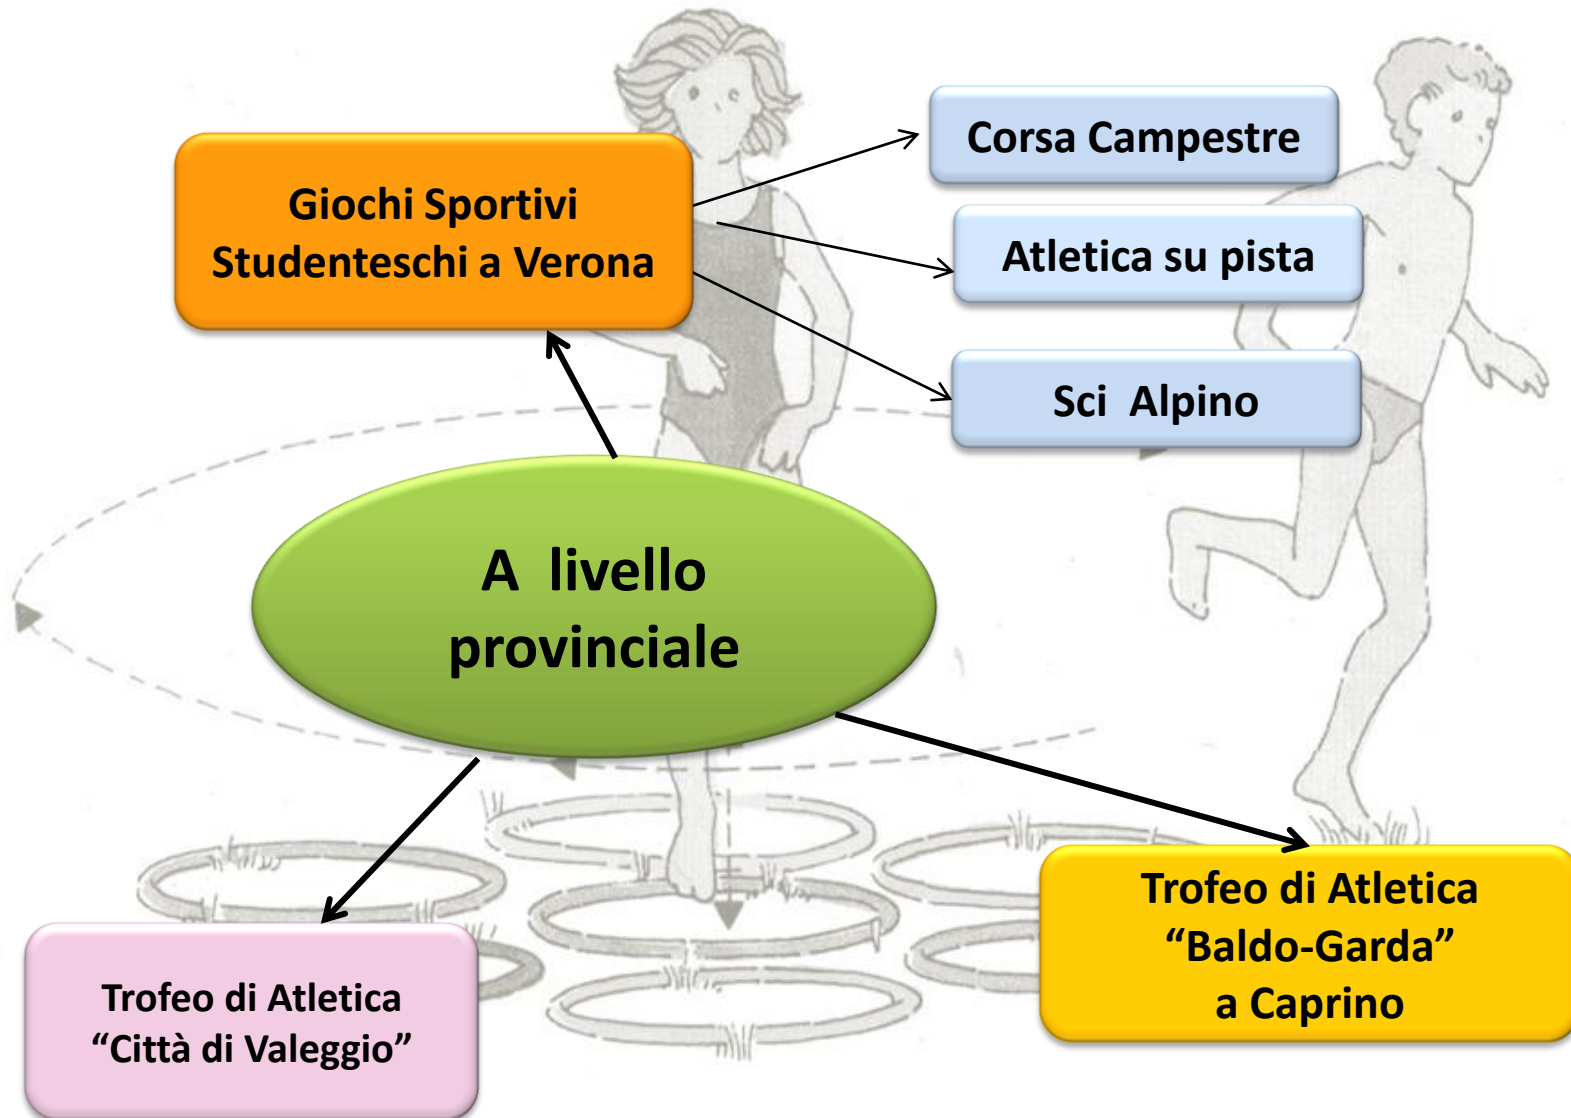 Corsa Campestre
Giochi Sportivi
Studenteschi a Verona
Atletica su pista
Sci Alpino
A livello
provinciale
Trofeo di Atletica
“Baldo-Garda”
a Caprino
Trofeo di Atletica
“Città di Valeggio”